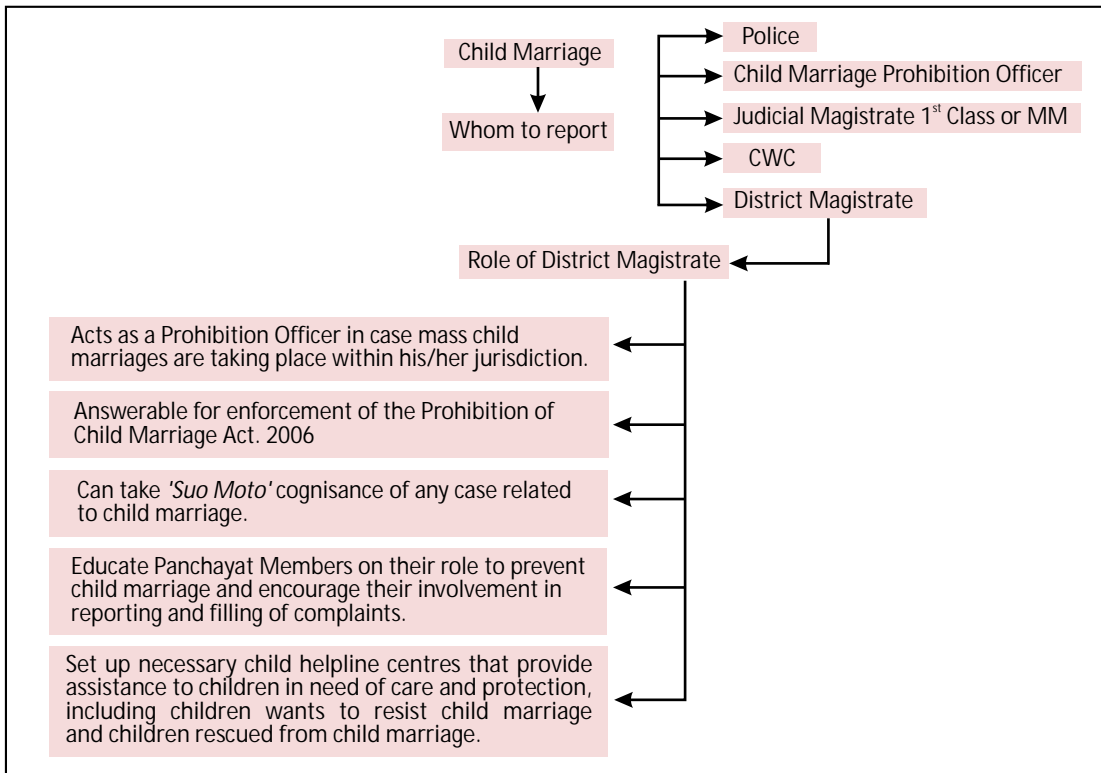 Child Marriage
Whom to report
Police
Child Marriage Prohibition Officer
Judicial Magistrate 1st Class or MM
CWC
District Magistrate
Role of District Magistrate
Acts as a Prohibition Officer in case mass child
marriages are taking place within his/her jurisdiction.
Answerable for enforcement of the Prohibition of
Child Marriage Act. 2006
Can take 'Suo Moto' cognisance of any case related
to child marriage.
Educate Panchayat Members on their role to prevent
child marriage and encourage their involvement in
reporting and filling of complaints.
Set up necessary child helpline centres that provide
assistance to children in need of care and protection,
including children wants to resist child marriage
and children rescued from child marriage.